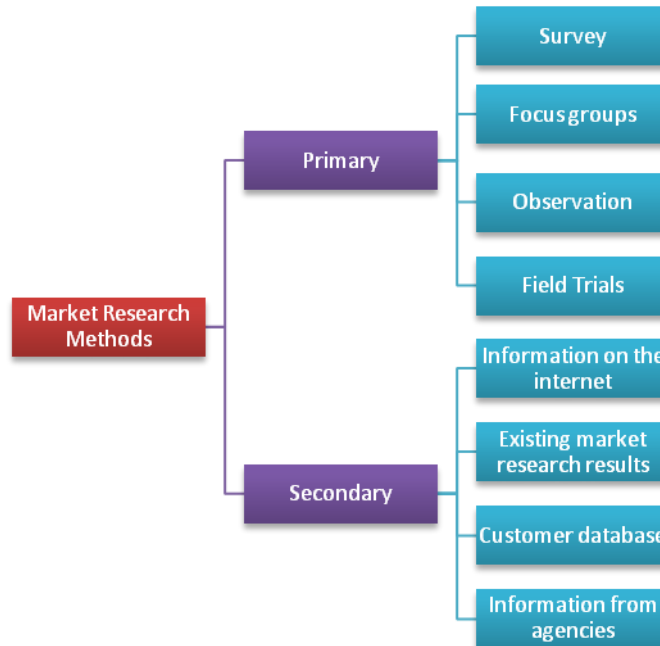 Survey
Focus groups
Primary
Observation
Field Trials
Market Research
Methods
Information on the
internet
Existing market
research results
Secondary
Customer database
Information from
agencies